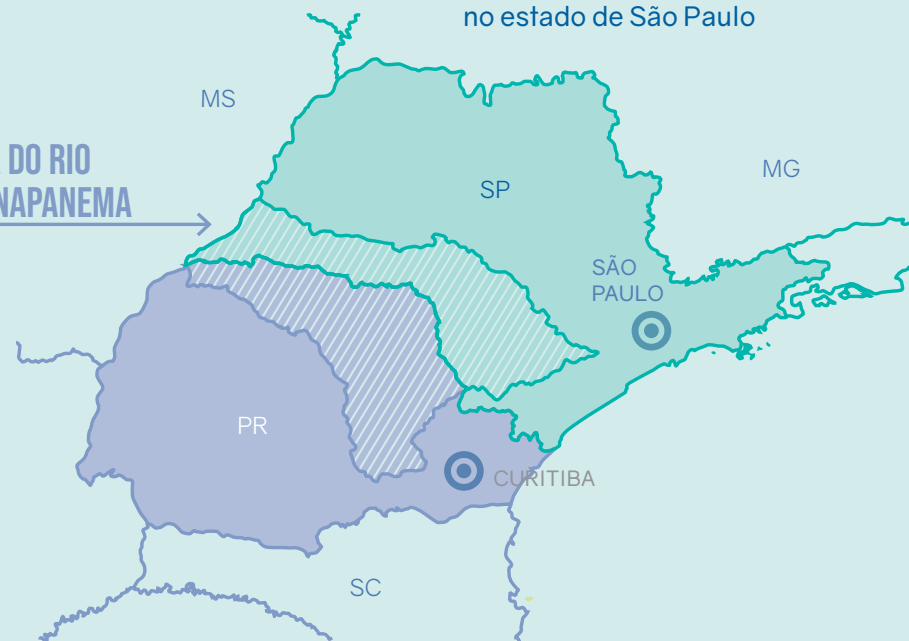 no estado de São Paulo
MS
DO RIO
NAPANEMA
MG
SP
SÃO
PAULO
PR
CURITIBA
SC